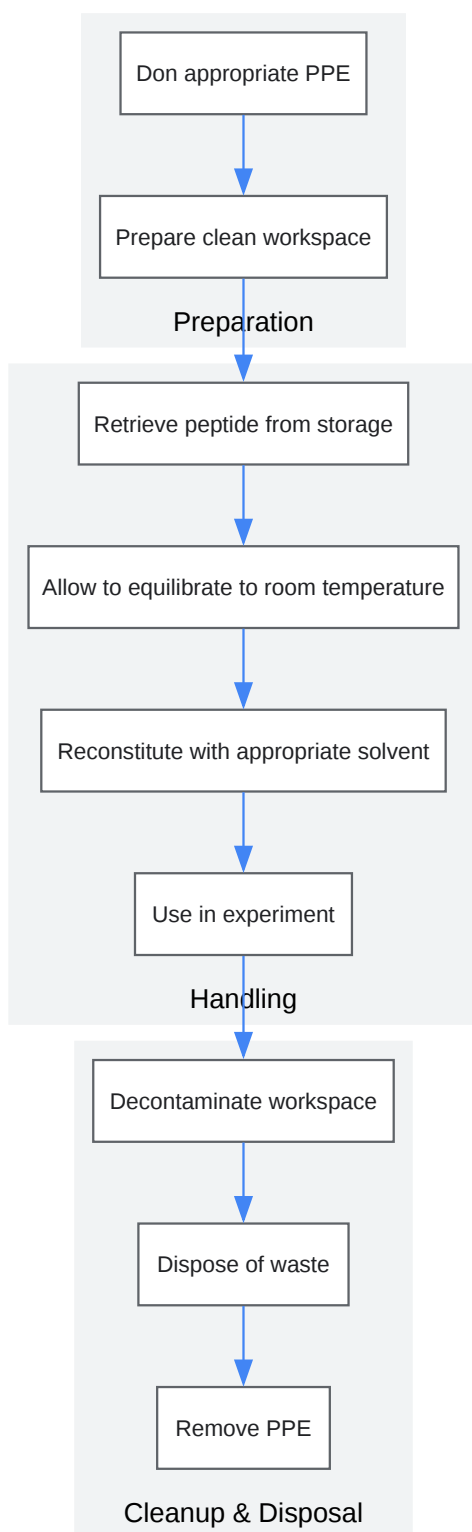 Don appropriate PPE
Prepare clean workspace
Preparation
Retrieve peptide from storage
Allow to equilibrate to room temperature
Reconstitute with appropriate solvent
Use in experiment
Handling
Decontaminate workspace
Dispose of waste
Remove PPE
Cleanup & Disposal